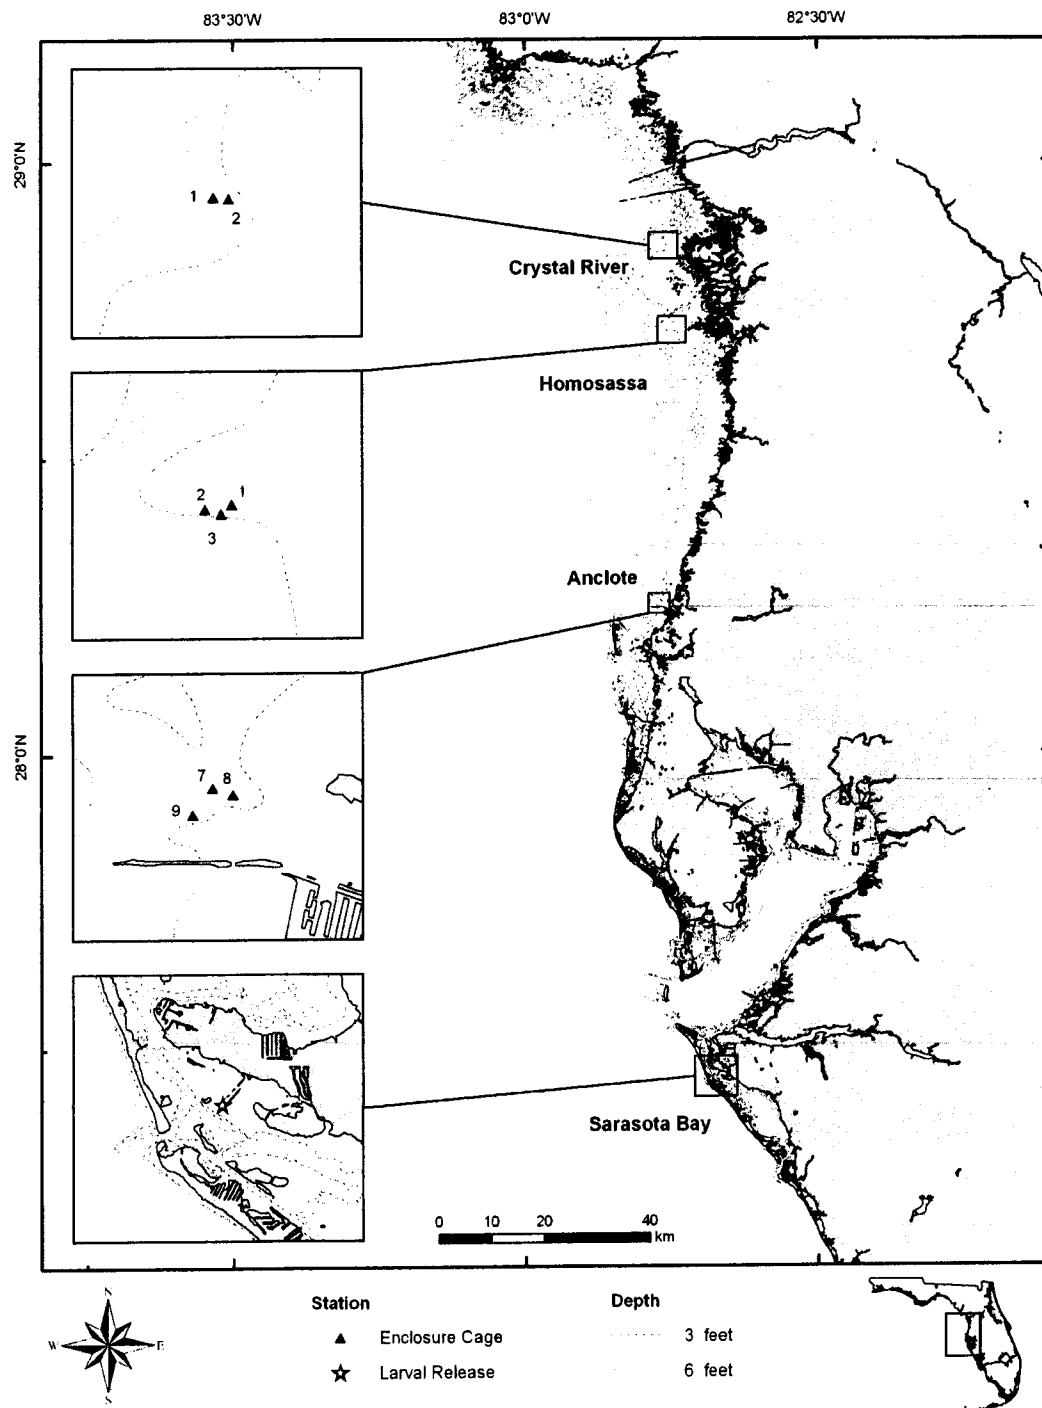 83°30'W 83°0'W 82°30'W
29°0'N
1 2
Crystal River
Homosassa
2 1
3
Anclote
28°0'N
7 8
9
Sarasota Bay
0 10 20 40
km
Station Depth
Enclosure Cage 3 feet
Larval Release 6 feet
N
W E
S